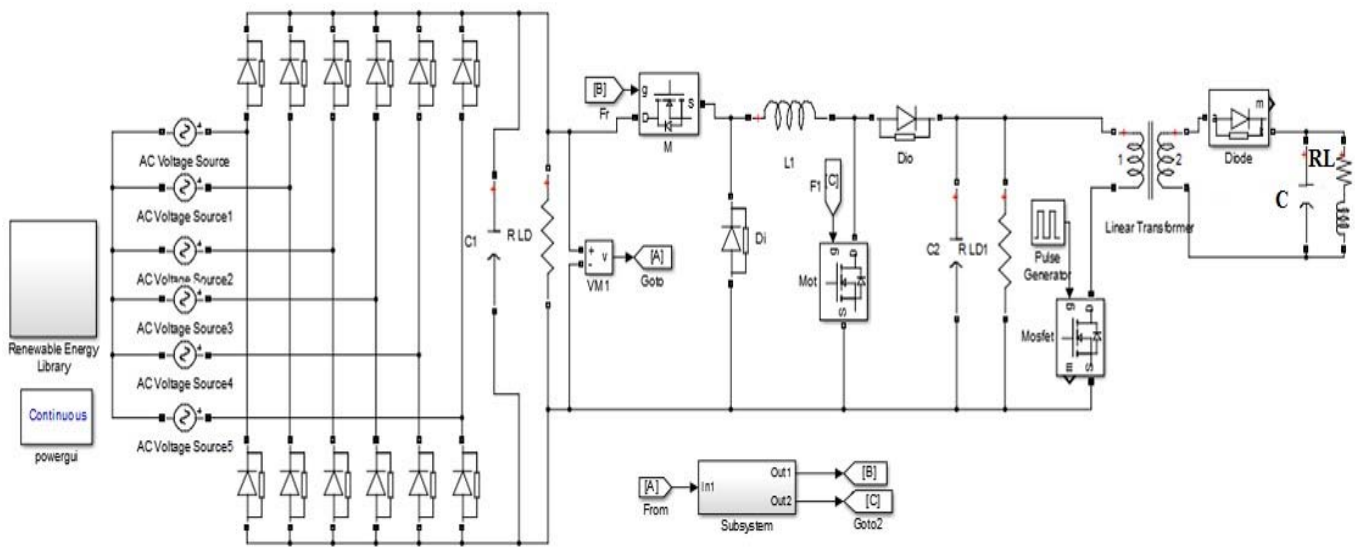 AC Voltage Source
AC Voltage Source1
AC Voltage Source2
AC Voltage Source3
AC Voltage Source4
AC Voltage Source5
Renewable Energy
Library
Continuous
powergui
C1
R LD
+
-
v
VM1
[A]
Goto
[B]
Fr
g
D
S
M
Di
L1
F1
[C]
g
D
S
Mot
Dio
C2
R LD1
Pulse
Generator
g
D
m
S
Mosfet
1
2
Linear Transformer
a
m
Diode
C
RL
[A]
From
In1
Out1
Out2
Subsystem
[B]
[C]
Goto2